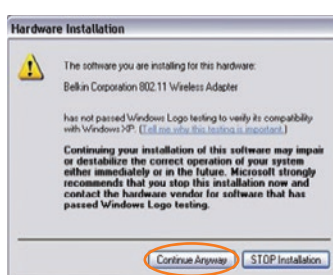 Hardware Installation
The software you are installing for this hardware:
Belkin Corporation 802.11 Wireless Adapter
has not passed Windows Logo testing to verify its compatibility
with Windows XP. (Tell me why this testing is important.)
Continuing your installation of this software may impair
or destabilize the correct operation of your system
either immediately or in the future. Microsoft strongly
recommends that you stop this installation now and
contact the hardware vendor for software that has
passed Windows Logo testing.
Continue Anyway
STOP Installation